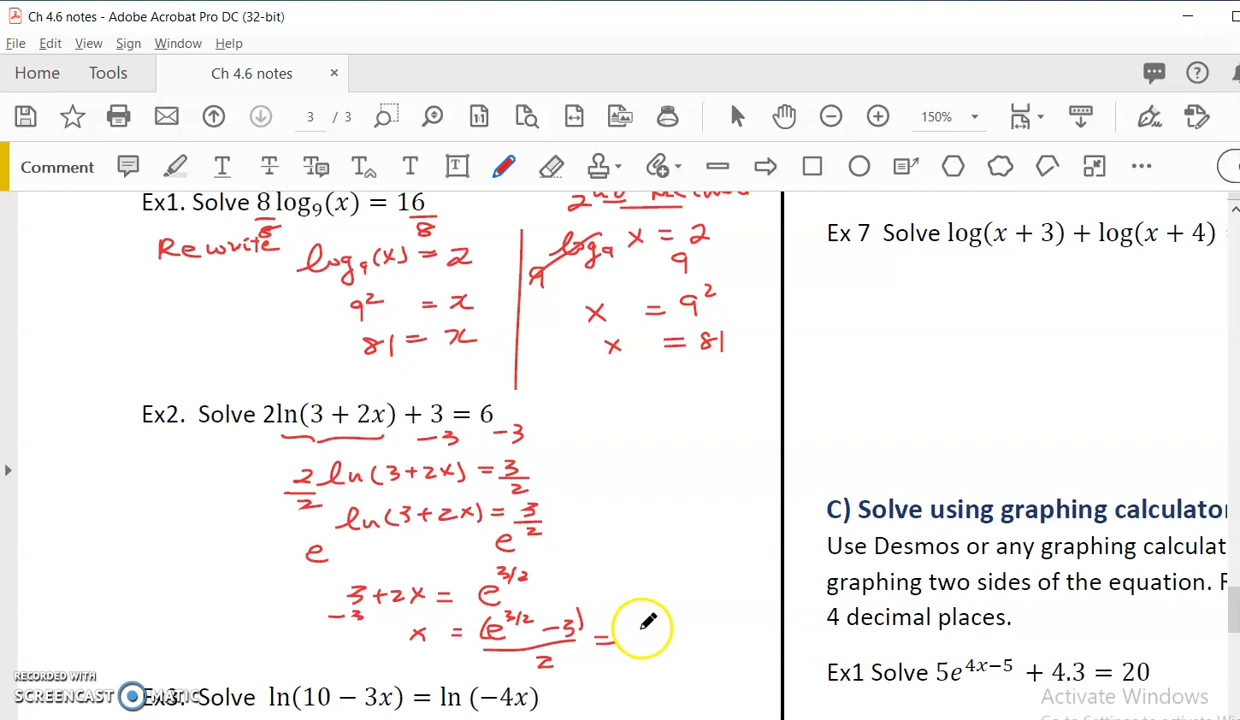 Ch 4.6 notes - Adobe Acrobat Pro DC (32-bit)
File Edit View Sign Window Help
Home Tools Ch 4.6 notes ×
3 / 3 150%
Comment
Ex1. Solve 8 log₉(x) = 16
8 8
Rewrite log₉(x) = 2
9² = x
81 = x
2nd Method
9 log₉ x = 2
9
x = 9²
x = 81
Ex2. Solve 2ln(3 + 2x) + 3 = 6
-3 -3
2 ln(3+2x) = 3
2 2
ln(3+2x) = 3/2
e e
3+2x = e^3/2
-3
x = (e^3/2 - 3) =
2
Ex3. Solve ln(10 − 3x) = ln (−4x)
Ex 7 Solve log(x + 3) + log(x + 4)
C) Solve using graphing calculator
Use Desmos or any graphing calculat
graphing two sides of the equation.
4 decimal places.
Ex1 Solve 5e^4x−5 + 4.3 = 20
RECORDED WITH
SCREENCAST MATIC
Activate Windows